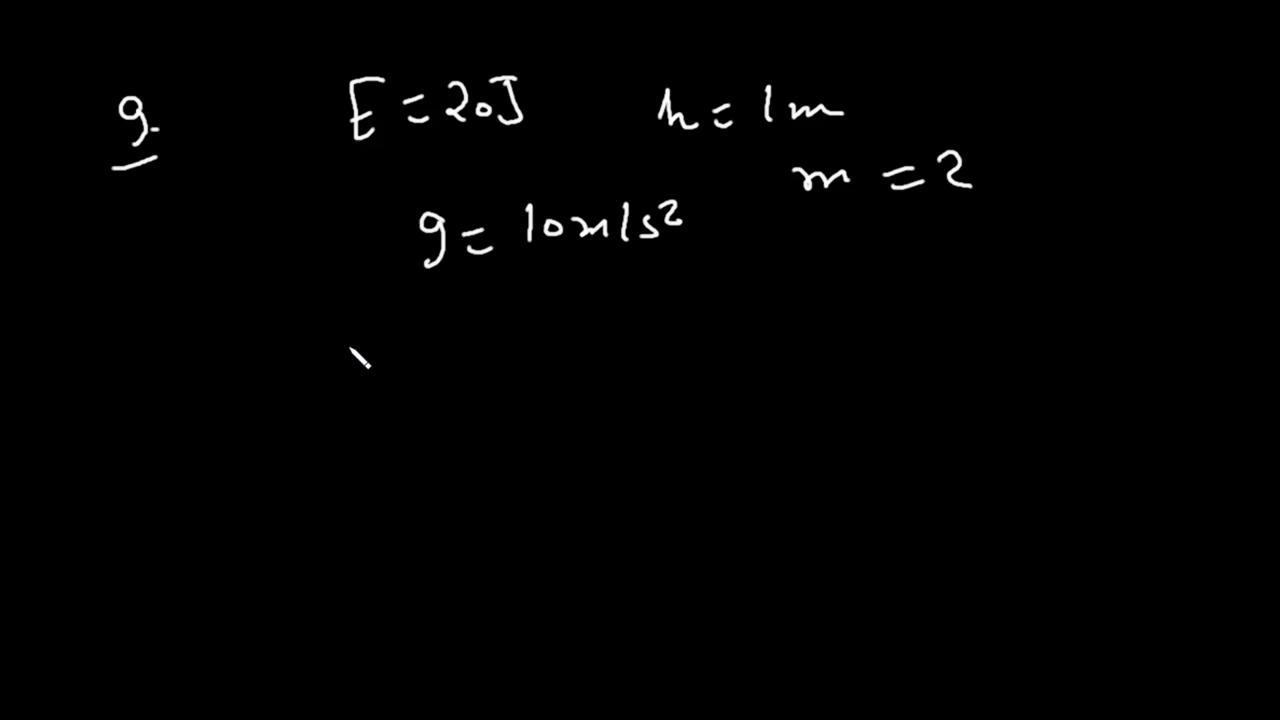 9. E = 20J h = 1m
m = 2
g = 10m/s²